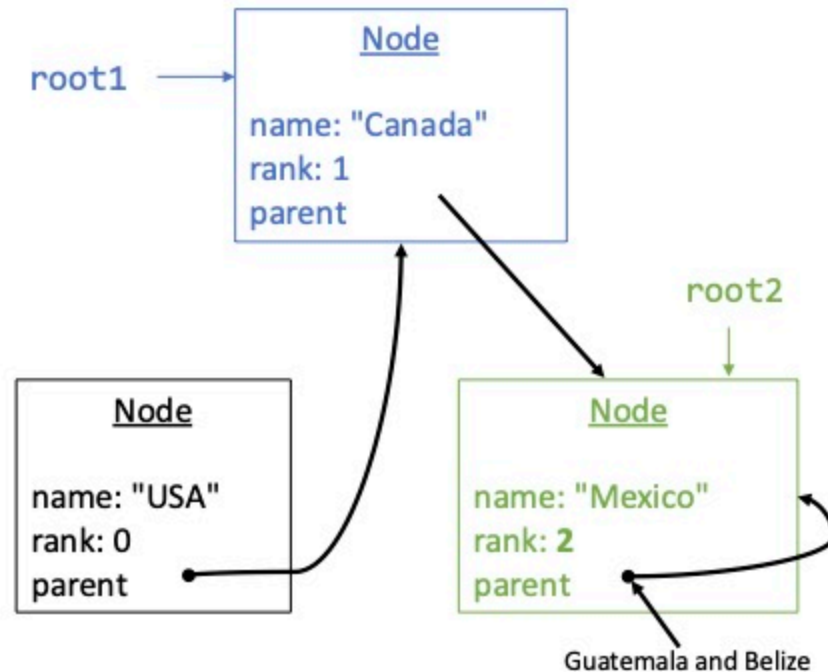 Node
root1
name: "Canada"
rank: 1
parent
root2
Node
name: "USA"
rank: 0
parent
Node
name: "Mexico"
rank: 2
parent
Guatemala and Belize